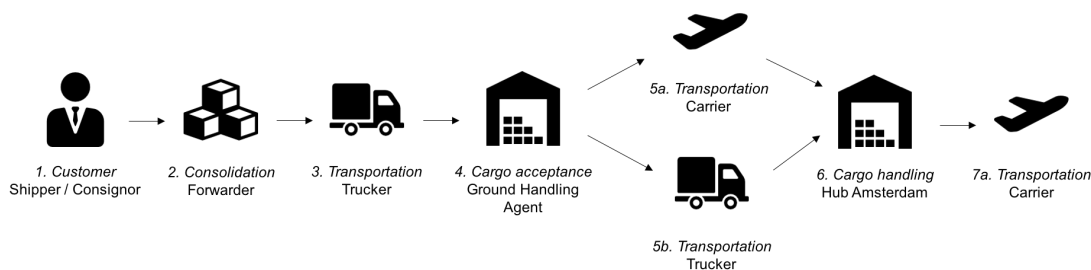 1. Customer
Shipper / Consignor
2. Consolidation
Forwarder
3. Transportation
Trucker
4. Cargo acceptance
Ground Handling
Agent
5a. Transportation
Carrier
5b. Transportation
Trucker
6. Cargo handling
Hub Amsterdam
7a. Transportation
Carrier